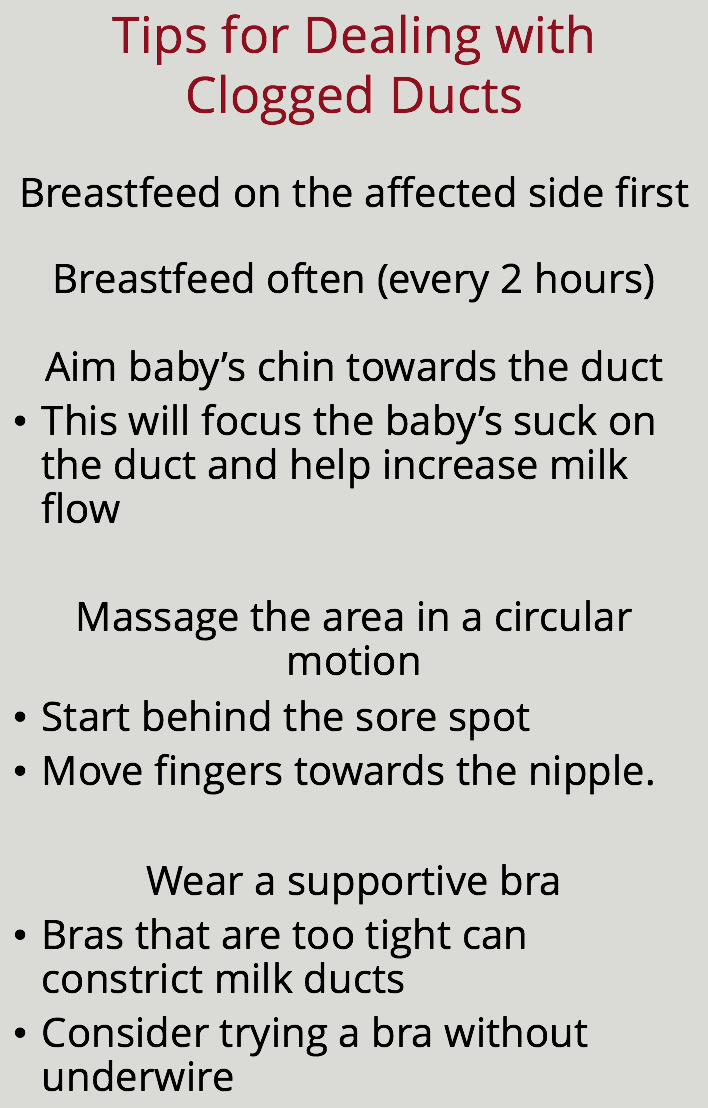 Tips for Dealing with
Clogged Ducts
Breastfeed on the affected side first
Breastfeed often (every 2 hours)
Aim baby’s chin towards the duct
• This will focus the baby’s suck on
the duct and help increase milk
flow
Massage the area in a circular
motion
• Start behind the sore spot
• Move fingers towards the nipple.
Wear a supportive bra
• Bras that are too tight can
constrict milk ducts
• Consider trying a bra without
underwire